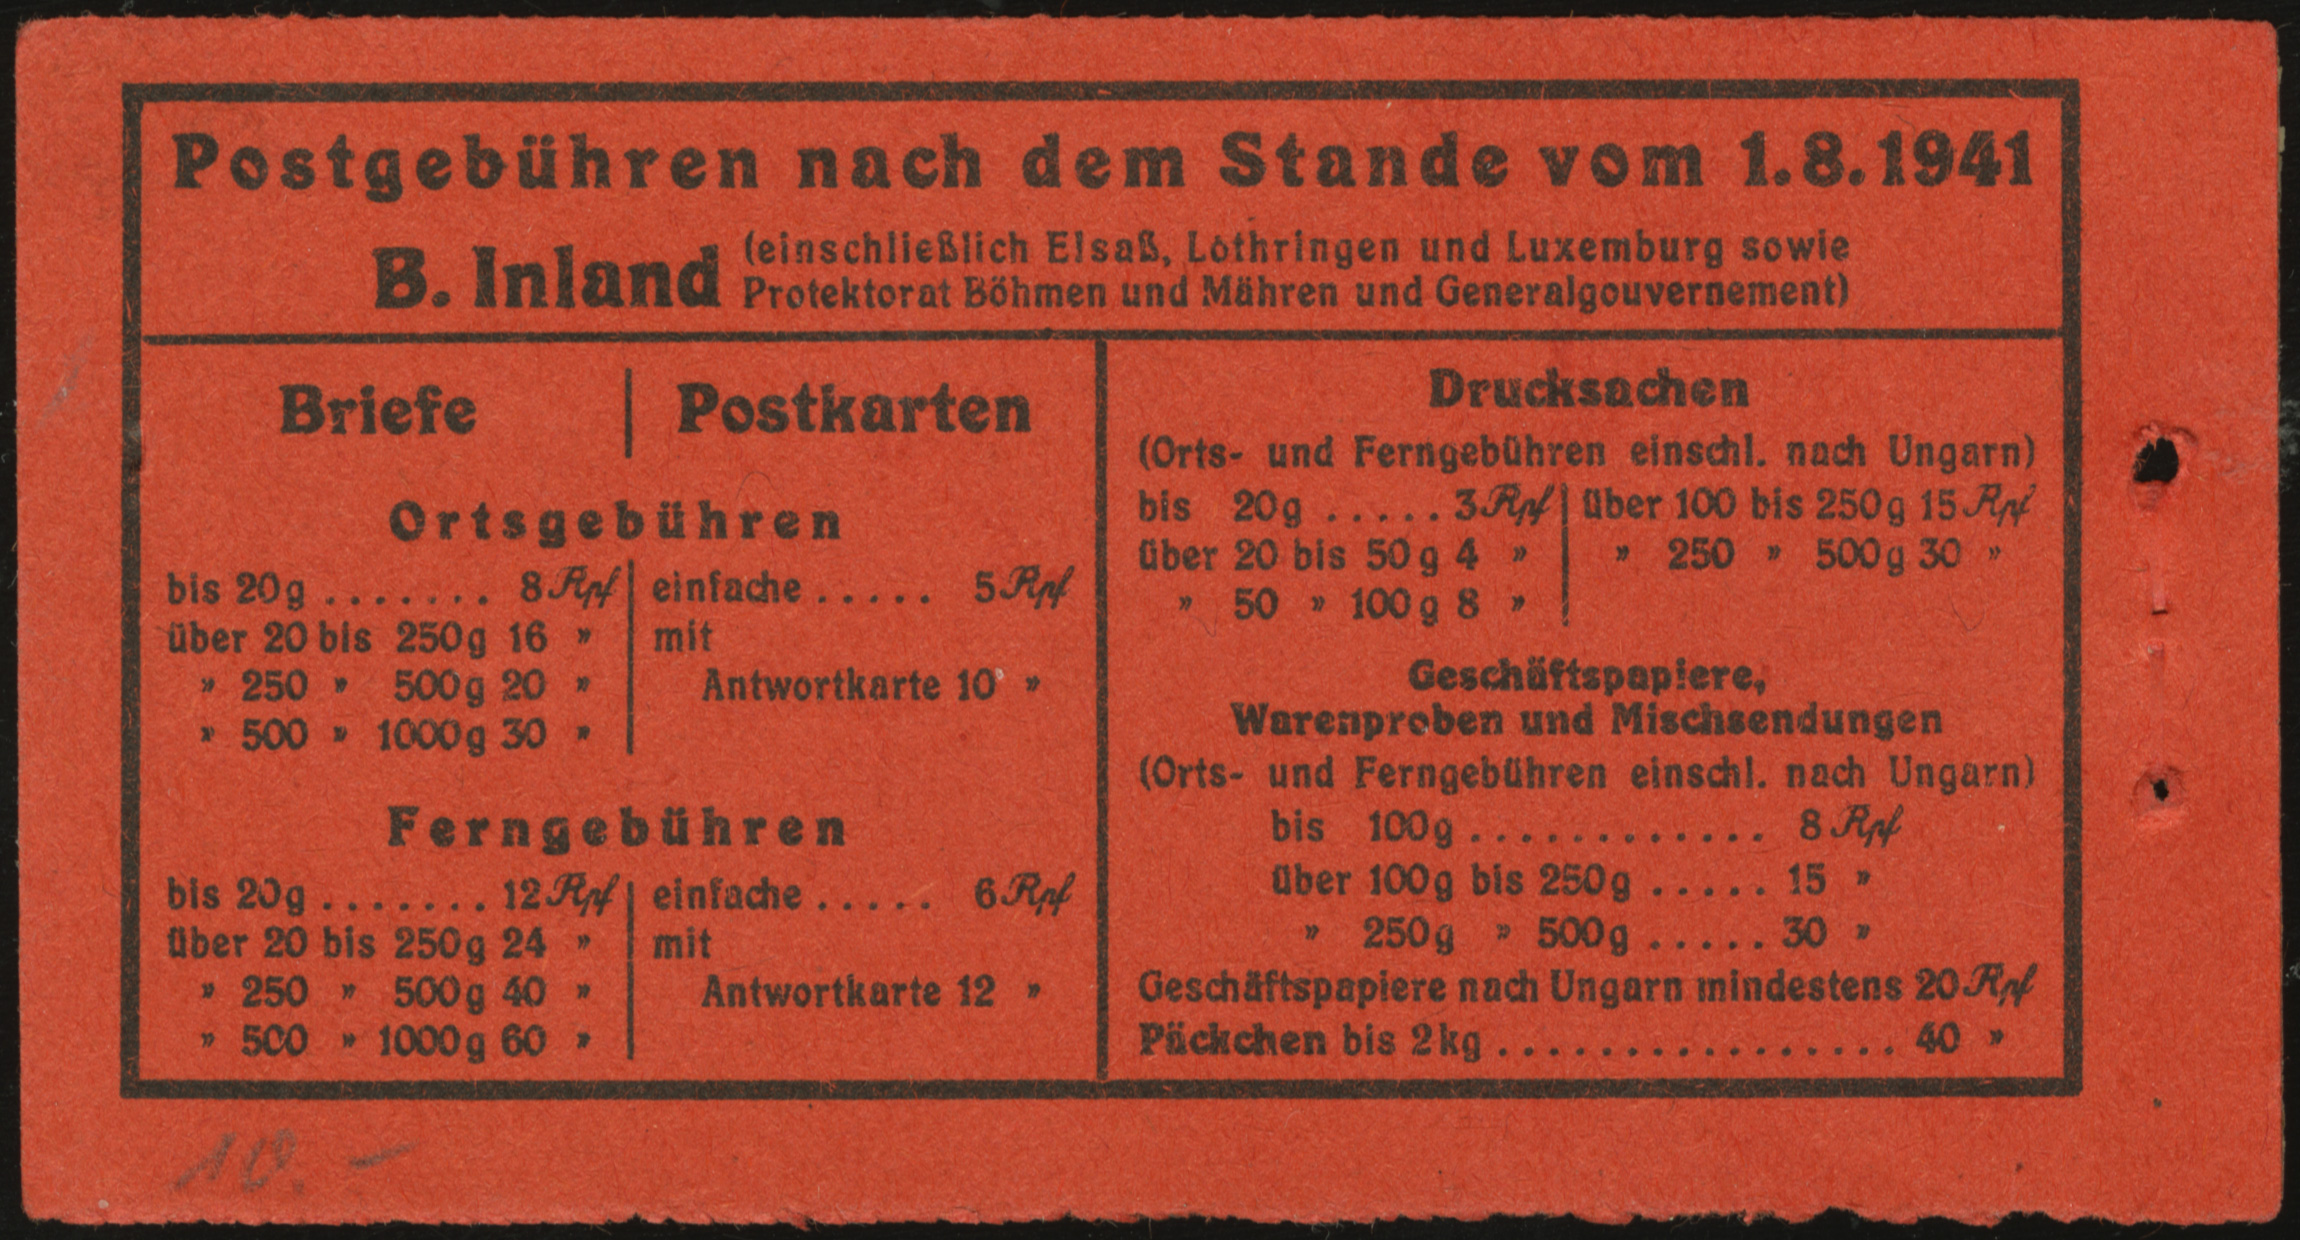 Postgebühren nach dem Stande vom 1.8.1941
B. Inland (einschließlich Elsaß, Lothringen und Luxemburg sowie
Protektorat Böhmen und Mähren und Generalgouvernement)
Briefe | Postkarten
Ortsgebühren
bis 20g ....... 8 Rpf
über 20 bis 250g 16 "
" 250 " 500g 20 "
" 500 " 1000g 30 "
einfache ..... 5 Rpf
mit
Antwortkarte 10 "
Ferngebühren
bis 20g ....... 12 Rpf
über 20 bis 250g 24 "
" 250 " 500g 40 "
" 500 " 1000g 60 "
einfache ..... 6 Rpf
mit
Antwortkarte 12 "
Drucksachen
(Orts- und Ferngebühren einschl. nach Ungarn)
bis 20g ..... 3 Rpf
über 20 bis 50g 4 "
" 50 " 100g 8 "
über 100 bis 250g 15 Rpf
" 250 " 500g 30 "
Geschäftspapiere,
Warenproben und Mischsendungen
(Orts- und Ferngebühren einschl. nach Ungarn)
bis 100g ............ 8 Rpf
über 100g bis 250g ..... 15 "
" 250g " 500g ..... 30 "
Geschäftspapiere nach Ungarn mindestens 20 Rpf
Päckchen bis 2kg ................ 40 "
10.-